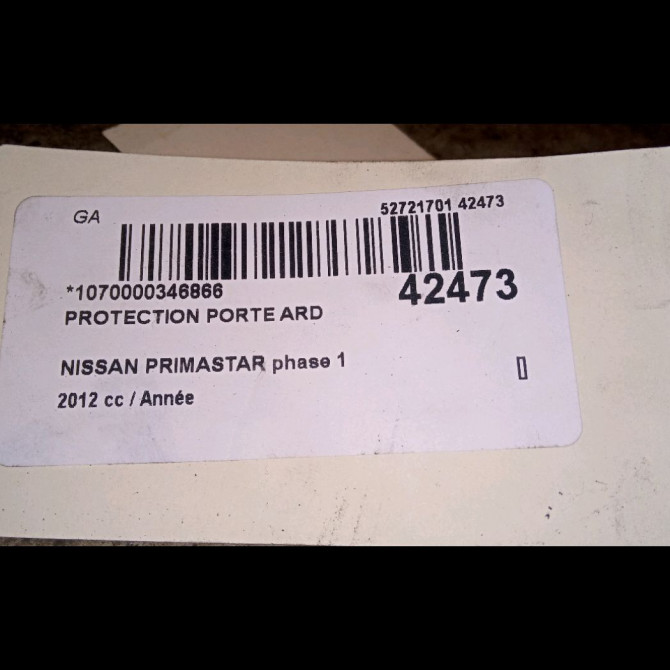 GA
52721701 42473
*1070000346866
42473
PROTECTION PORTE ARD
NISSAN PRIMASTAR phase 1
2012 cc / Année